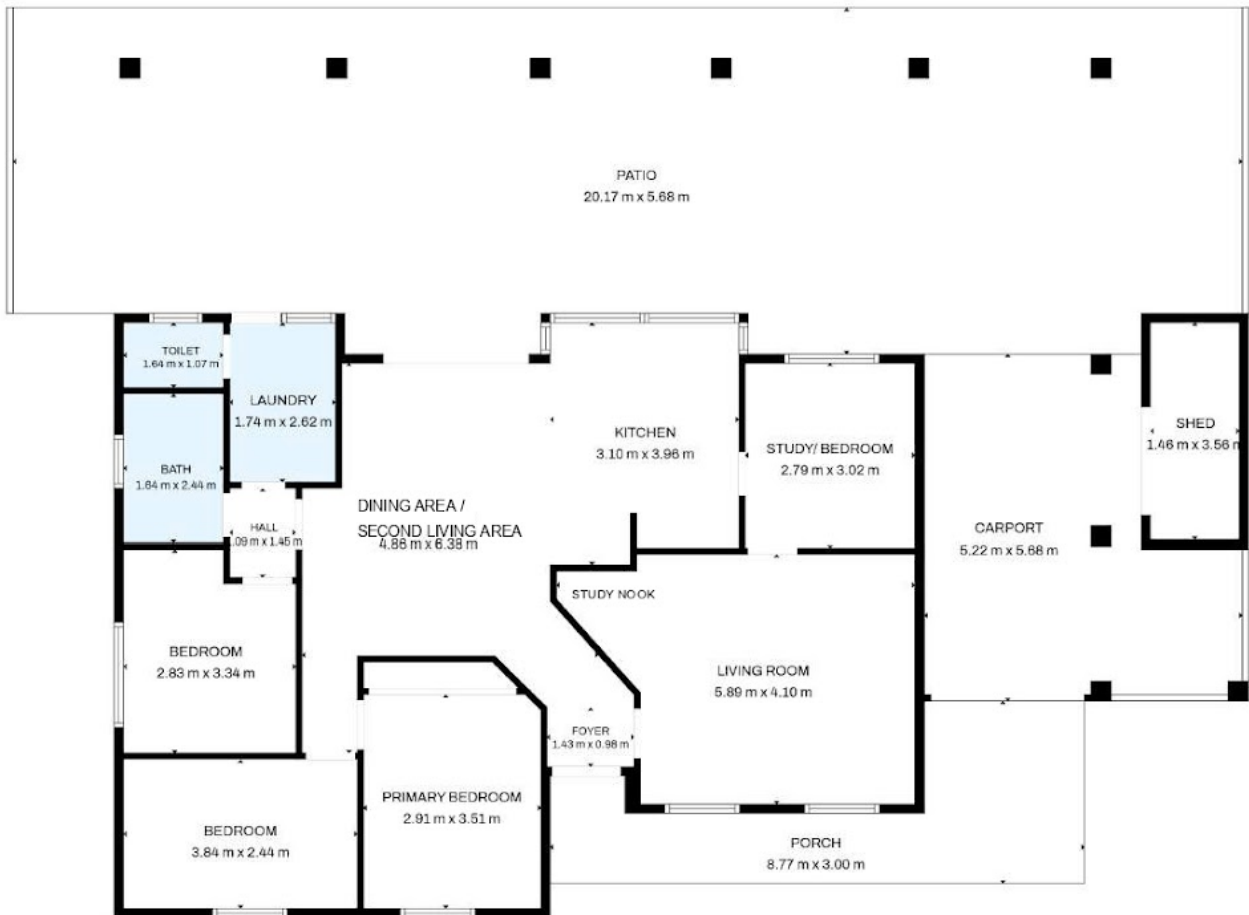 PATIO
20.17 m x 5.68 m
TOILET
1.64 m x 1.07 m
LAUNDRY
1.74 m x 2.62 m
BATH
1.64 m x 2.44 m
HALL
.09 m x 1.45 m
KITCHEN
3.10 m x 3.96 m
STUDY/ BEDROOM
2.79 m x 3.02 m
SHED
1.46 m x 3.56 m
CARPORT
5.22 m x 5.68 m
DINING AREA /
SECOND LIVING AREA
4.86 m x 6.38 m
STUDY NOOK
BEDROOM
2.83 m x 3.34 m
LIVING ROOM
5.89 m x 4.10 m
FOYER
1.43 m x 0.98 m
PRIMARY BEDROOM
2.91 m x 3.51 m
BEDROOM
3.84 m x 2.44 m
PORCH
8.77 m x 3.00 m